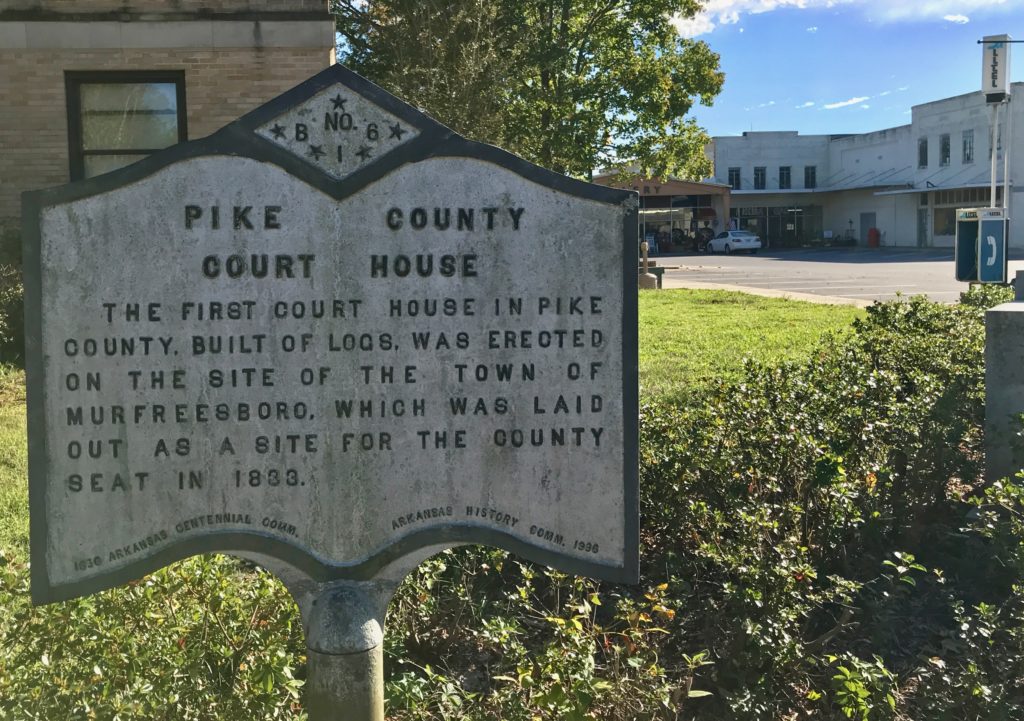 NO.
B 6
1
PIKE COUNTY
COURT HOUSE
THE FIRST COURT HOUSE IN PIKE
COUNTY, BUILT OF LOGS, WAS ERECTED
ON THE SITE OF THE TOWN OF
MURFREESBORO, WHICH WAS LAID
OUT AS A SITE FOR THE COUNTY
SEAT IN 1833.
1836 ARKANSAS CENTENNIAL COMM.
ARKANSAS HISTORY COMM. 1936